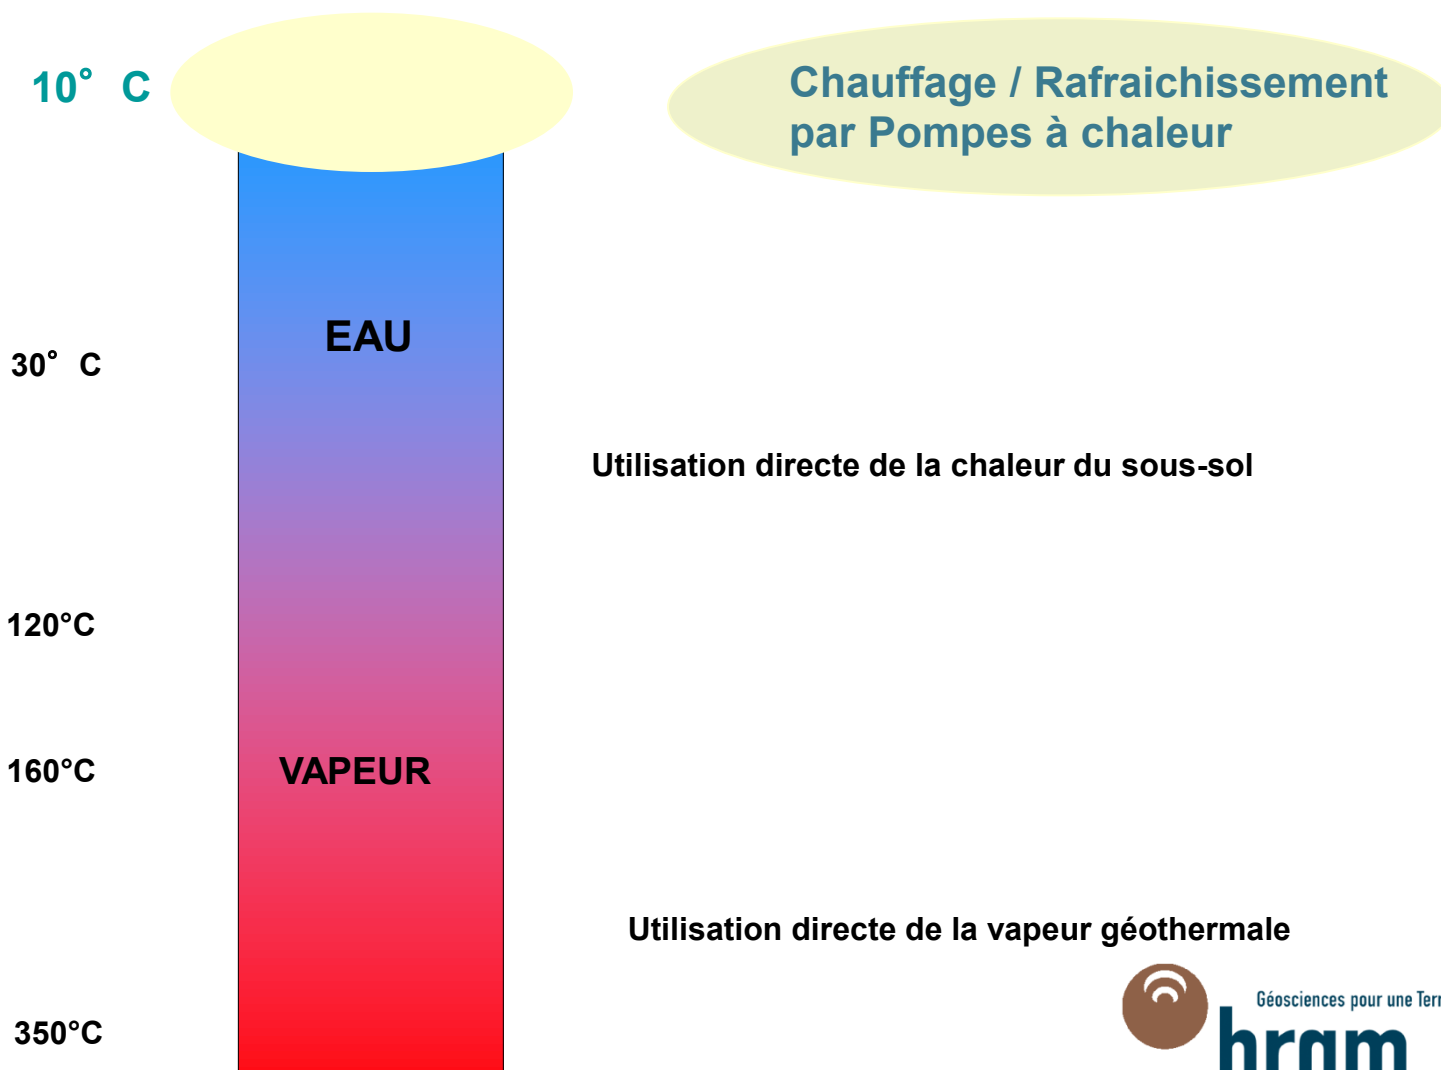 10° C
Chauffage / Rafraichissement
par Pompes à chaleur
EAU
30° C
Utilisation directe de la chaleur du sous-sol
120°C
160°C
VAPEUR
Utilisation directe de la vapeur géothermale
Géosciences pour une Terr
350°C
brgm